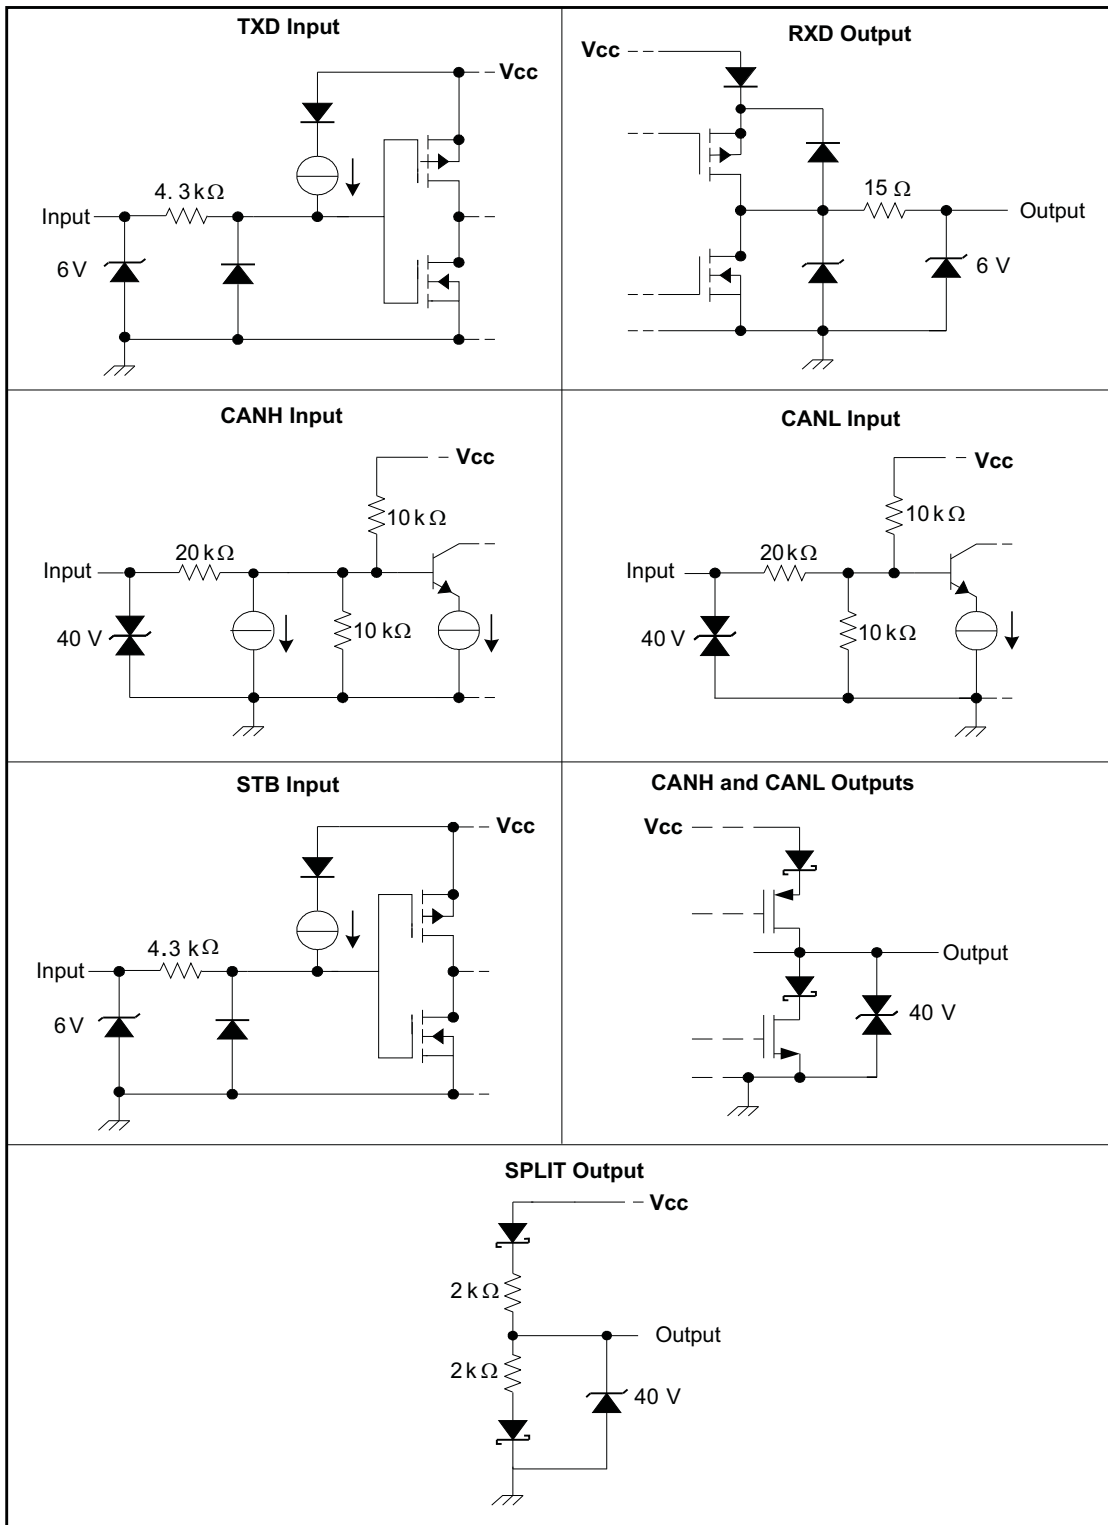 TXD Input
Vcc
4.3 kΩ
Input
6 V
RXD Output
Vcc
15 Ω
Output
6 V
CANH Input
Vcc
10 kΩ
20 kΩ
Input
40 V
10 kΩ
CANL Input
Vcc
10 kΩ
20 kΩ
Input
40 V
10 kΩ
STB Input
Vcc
4.3 kΩ
Input
6 V
CANH and CANL Outputs
Vcc
Output
40 V
SPLIT Output
Vcc
2 kΩ
Output
2 kΩ
40 V